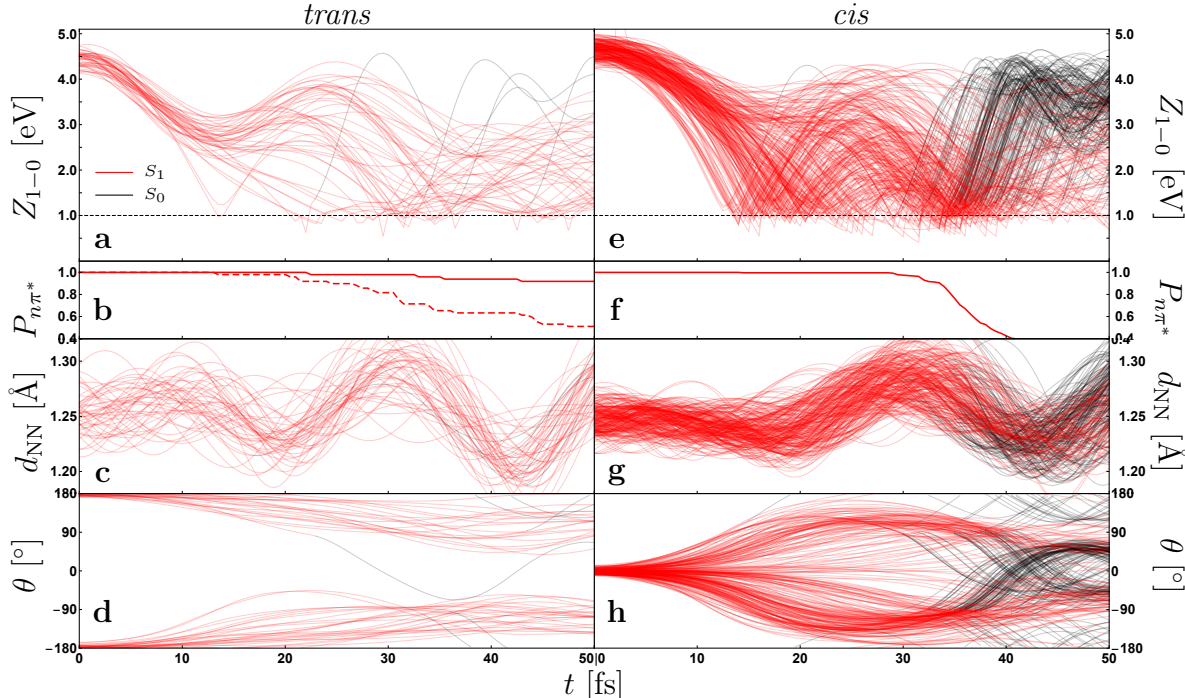 trans cis
5.0 5.0
4.0 4.0
3.0 3.0
2.0 2.0
1.0 1.0
Z₁₋₀ [eV] Z₁₋₀ [eV]
S₁
S₀
a e
1.0 1.0
0.8 0.8
0.6 0.6
0.4 0.4
Pnπ* Pnπ*
b f
1.30 1.30
1.25 1.25
1.20 1.20
dNN [Å] dNN [Å]
c g
180 180
90 90
0 0
−90 −90
−180 −180
θ [°] θ [°]
d h
0 10 20 30 40 50 0 10 20 30 40 50
t [fs]